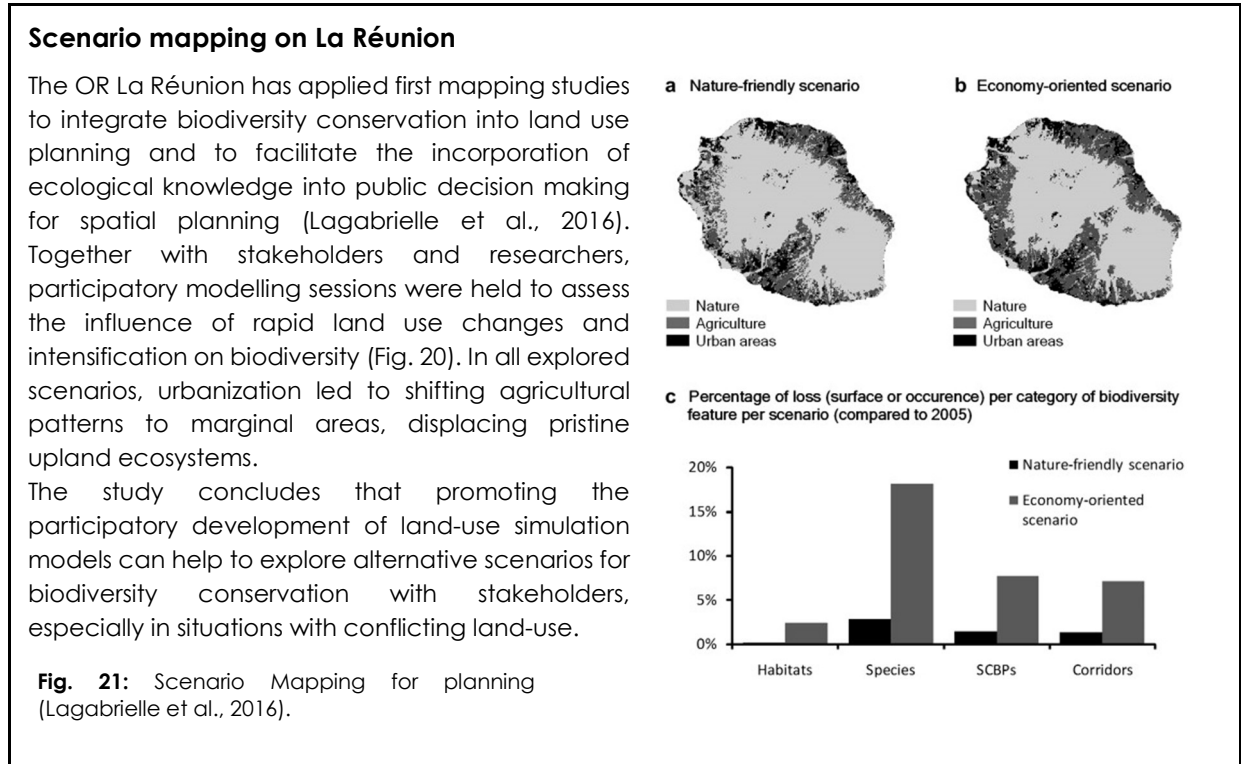 Scenario mapping on La Réunion
The OR La Réunion has applied first mapping studies
to integrate biodiversity conservation into land use
planning and to facilitate the incorporation of
ecological knowledge into public decision making
for spatial planning (Lagabrielle et al., 2016).
Together with stakeholders and researchers,
participatory modelling sessions were held to assess
the influence of rapid land use changes and
intensification on biodiversity (Fig. 20). In all explored
scenarios, urbanization led to shifting agricultural
patterns to marginal areas, displacing pristine
upland ecosystems.
The study concludes that promoting the
participatory development of land-use simulation
models can help to explore alternative scenarios for
biodiversity conservation with stakeholders,
especially in situations with conflicting land-use.
Fig. 21: Scenario Mapping for planning
(Lagabrielle et al., 2016).
a Nature-friendly scenario
Nature
Agriculture
Urban areas
b Economy-oriented scenario
Nature
Agriculture
Urban areas
c Percentage of loss (surface or occurence) per category of biodiversity
feature per scenario (compared to 2005)
20%
15%
10%
5%
0%
Nature-friendly scenario
Economy-oriented
scenario
Habitats
Species
SCBPs
Corridors